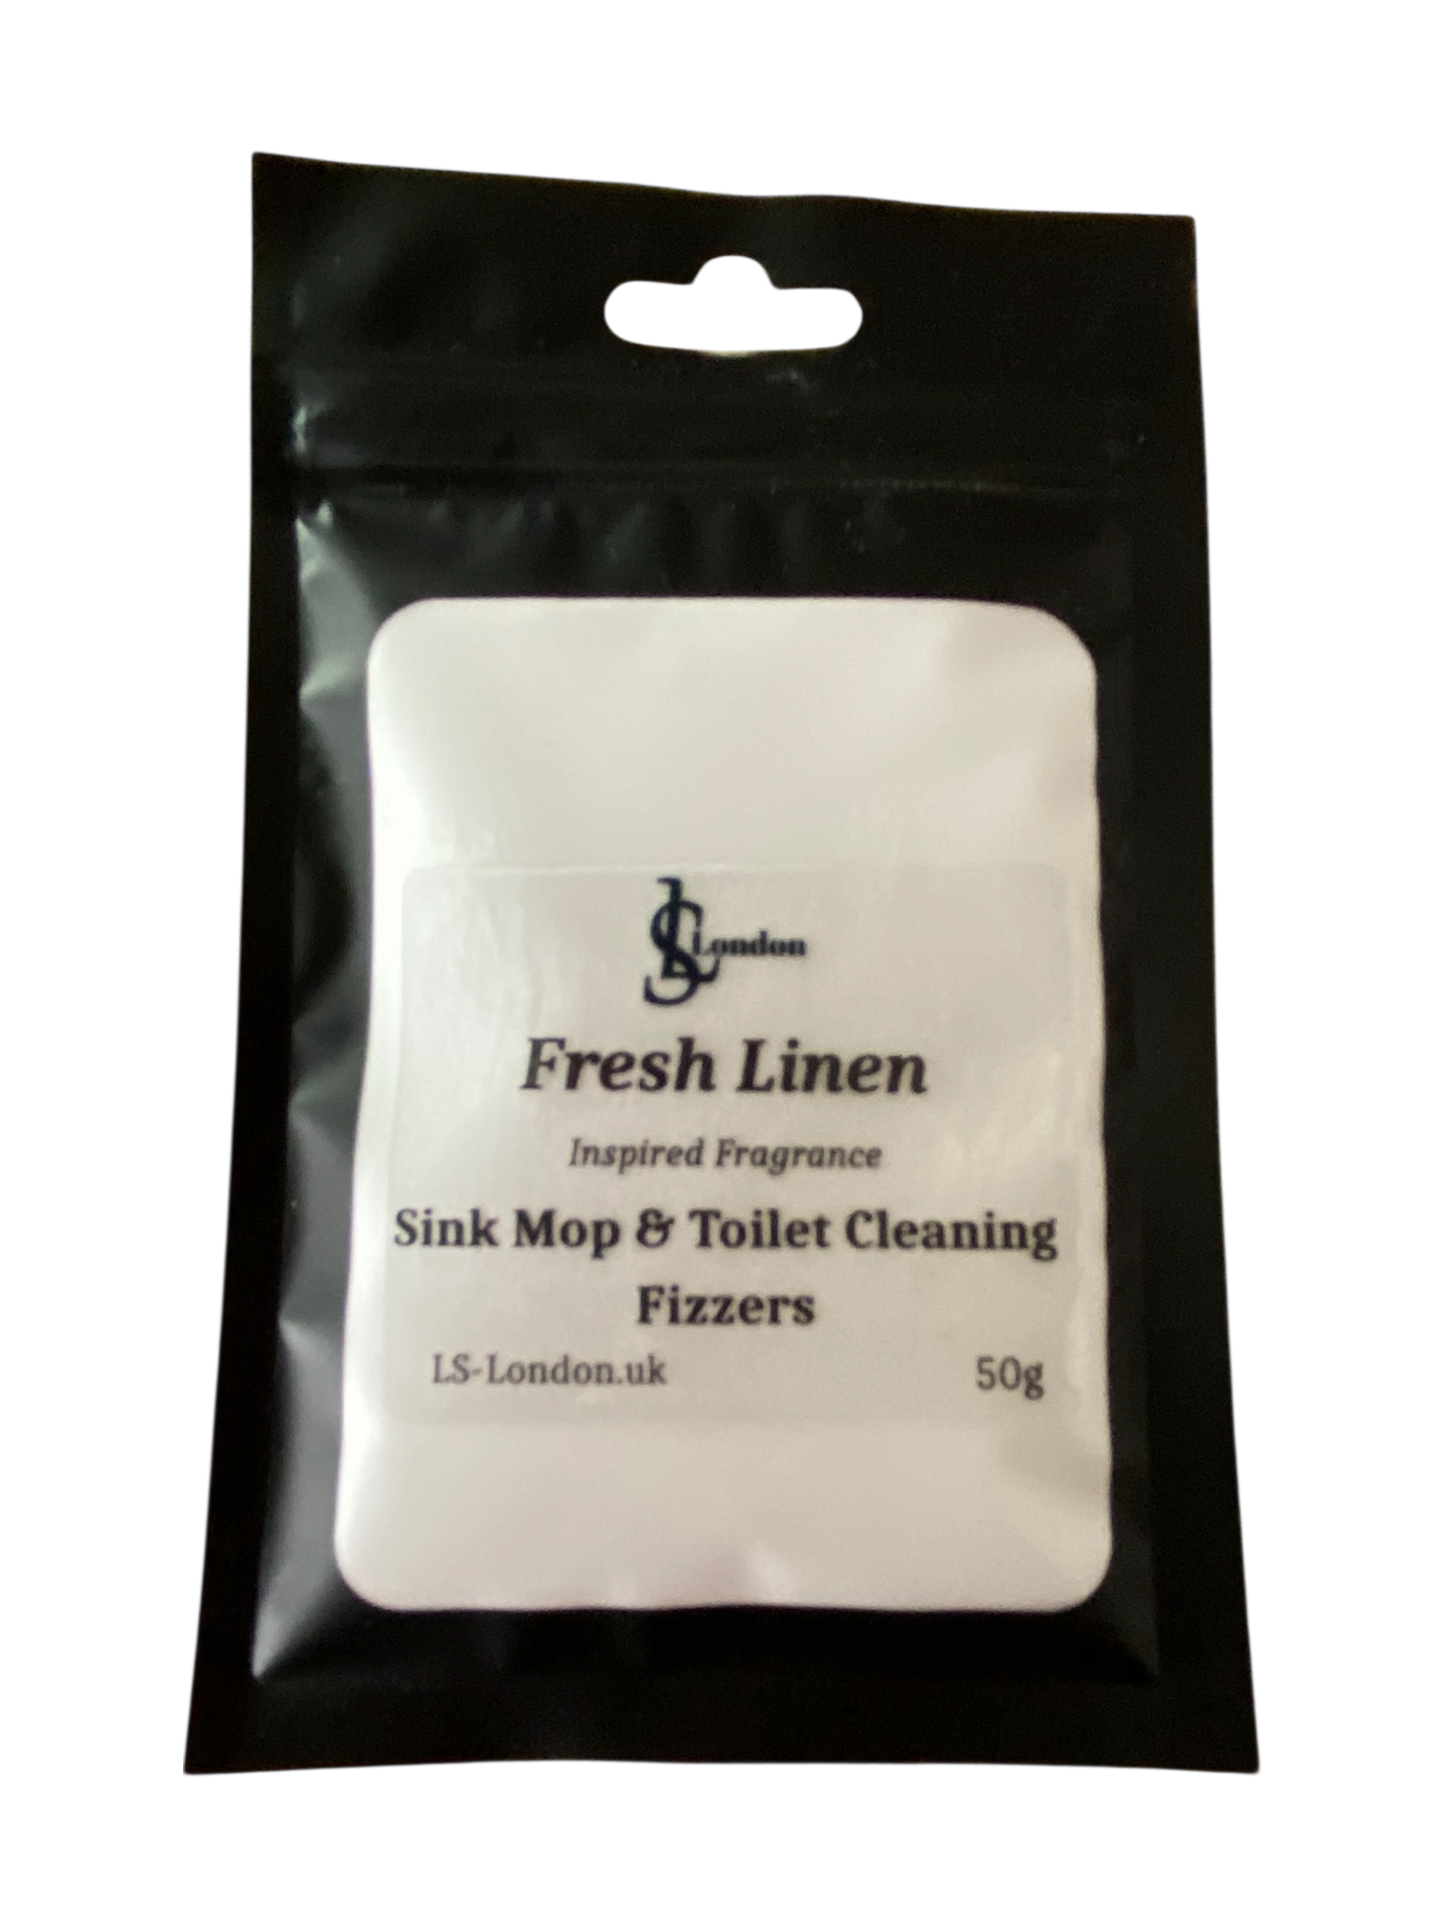 LS London
Fresh Linen
Inspired Fragrance
Sink Mop & Toilet Cleaning
Fizzers
LS-London.uk 50g